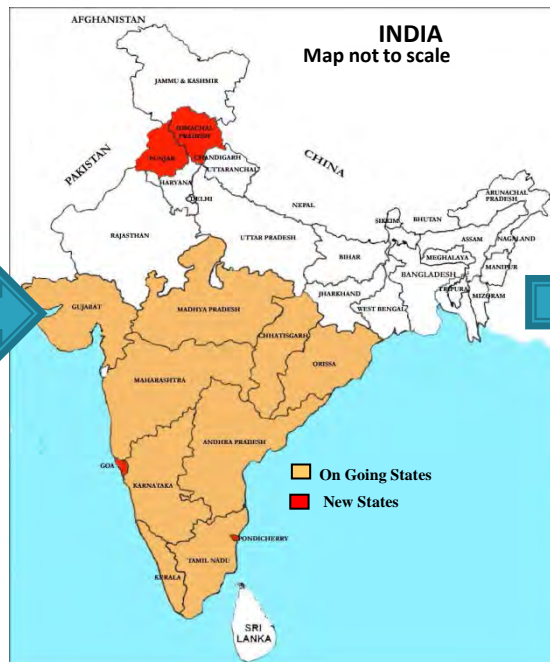 AFGHANISTAN
INDIA
Map not to scale
JAMMU & KASHMIR
HIMACHAL
PRADESH
PAKISTAN
PUNJAB
CHANDIGARH
UTTARANCHAL
CHINA
HARYANA
DELHI
ARUNACHAL
PRADESH
NEPAL
SIKKIM
BHUTAN
RAJASTHAN
UTTAR PRADESH
ASSAM
NAGALAND
BIHAR
MEGHALAYA
MANIPUR
BANGLADESH
JHARKHAND
TRIPURA
MIZORAM
WEST BENGAL
GUJARAT
MADHYA PRADESH
CHHATISGARH
ORISSA
MAHARASHTRA
ANDHRA PRADESH
GOA
KARNATAKA
On Going States
New States
PONDICHERRY
TAMIL NADU
KERALA
SRI
LANKA